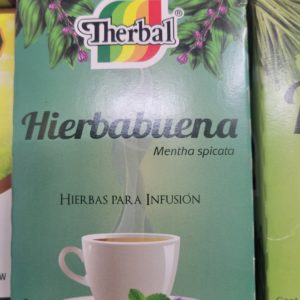 Therbal®
Hierbabuena
Mentha spicata
HIERBAS PARA INFUSIÓN